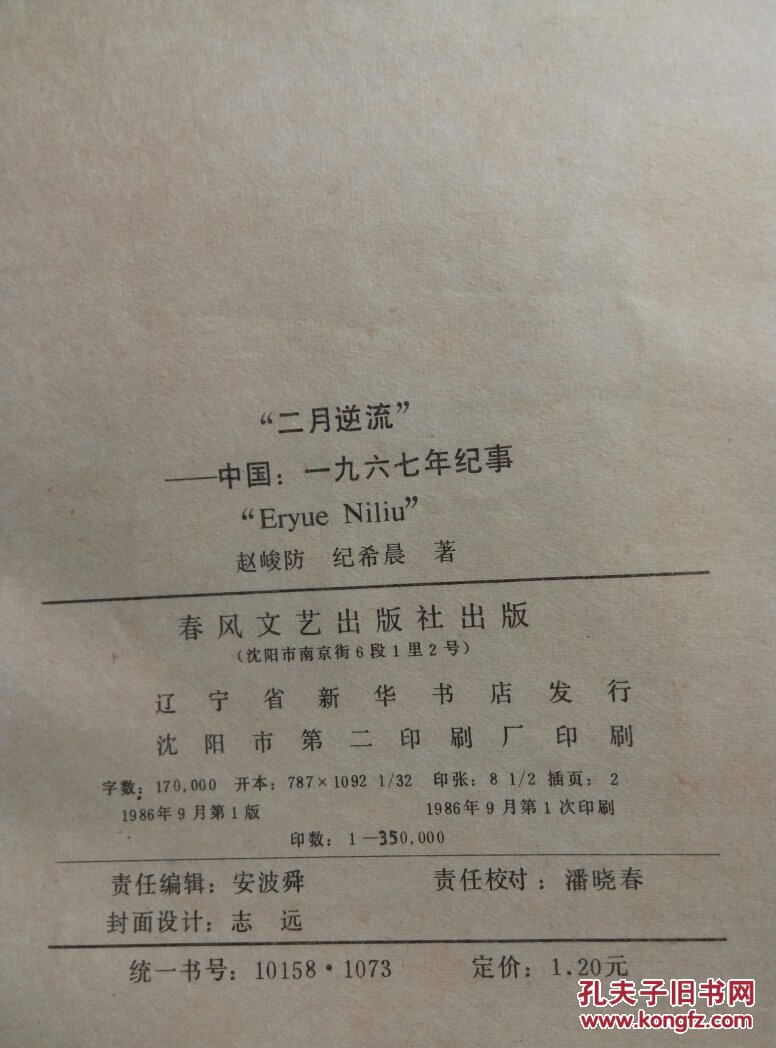 “二月逆流”
——中国：一九六七年纪事
“Eryue Niliu”
赵峻防 纪希晨 著
春风文艺出版社出版
(沈阳市南京街6段1里2号)
辽宁省新华书店发行
沈阳市第二印刷厂印刷
字数：170,000 开本：787×1092 1/32 印张：8 1/2 插页：2
1986年9月第1版 1986年9月第1次印刷
印数：1—350,000
责任编辑：安波舜 责任校对：潘晓春
封面设计：志 远
统一书号：10158·1073 定价：1.20元
孔夫子旧书网
www.kongfz.com